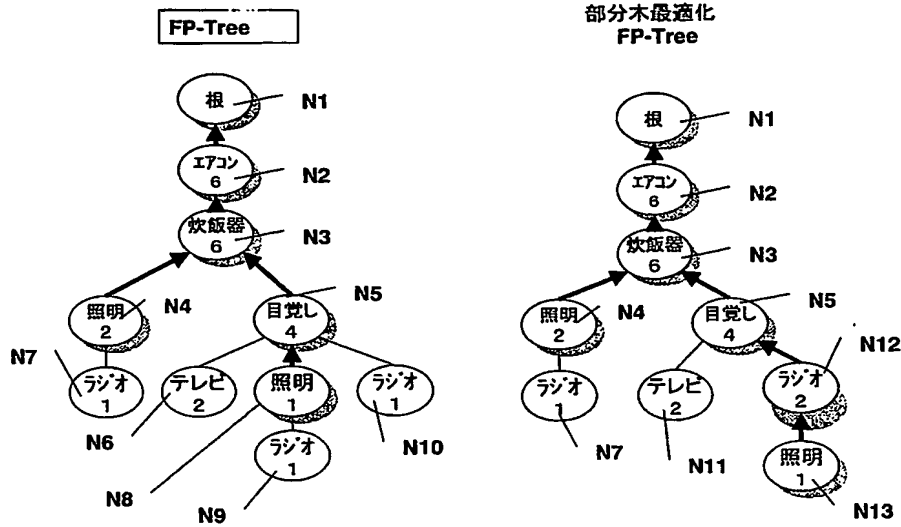 FP-Tree
根
N1
エアコン
6
N2
炊飯器
6
N3
照明
2
N4
目覚し
4
N5
N7
ラジオ
1
テレビ
2
照明
1
ラジオ
1
N6
N10
ラジオ
1
N8
N9
部分木最適化
FP-Tree
根
N1
エアコン
6
N2
炊飯器
6
N3
照明
2
N4
目覚し
4
N5
N12
ラジオ
1
テレビ
2
ラジオ
2
N7
N11
照明
1
N13